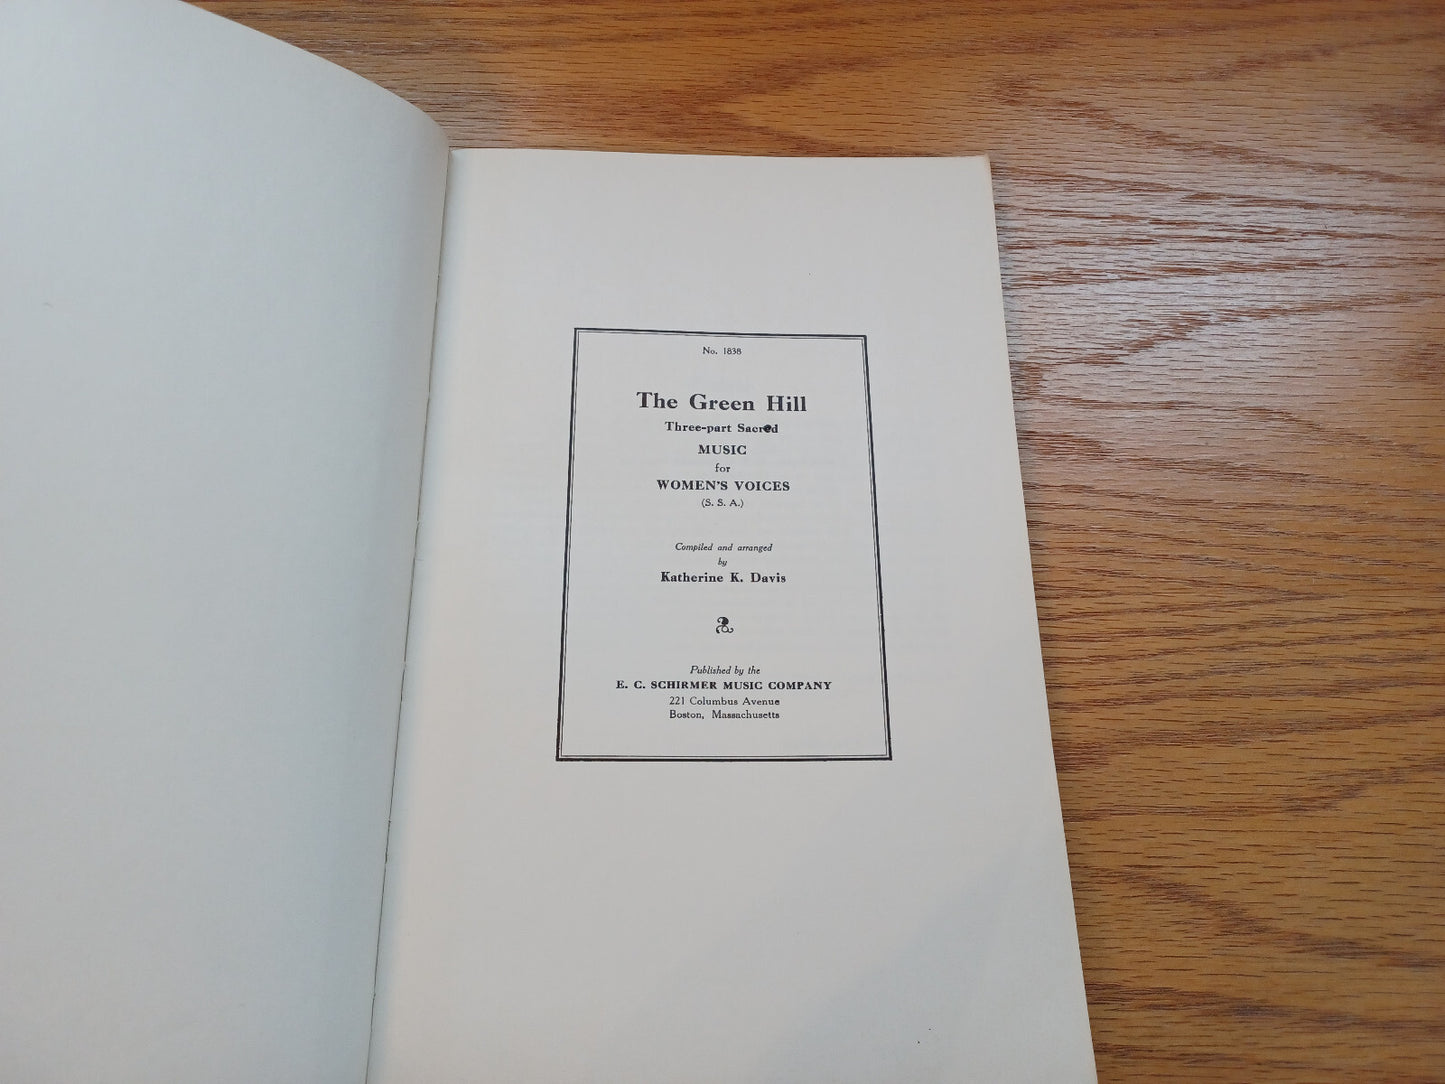 No. 1838
The Green Hill
Three-part Sacred
MUSIC
for
WOMEN'S VOICES
(S. S. A.)
Compiled and arranged
by
Katherine K. Davis
Published by the
E. C. SCHIRMER MUSIC COMPANY
221 Columbus Avenue
Boston, Massachusetts